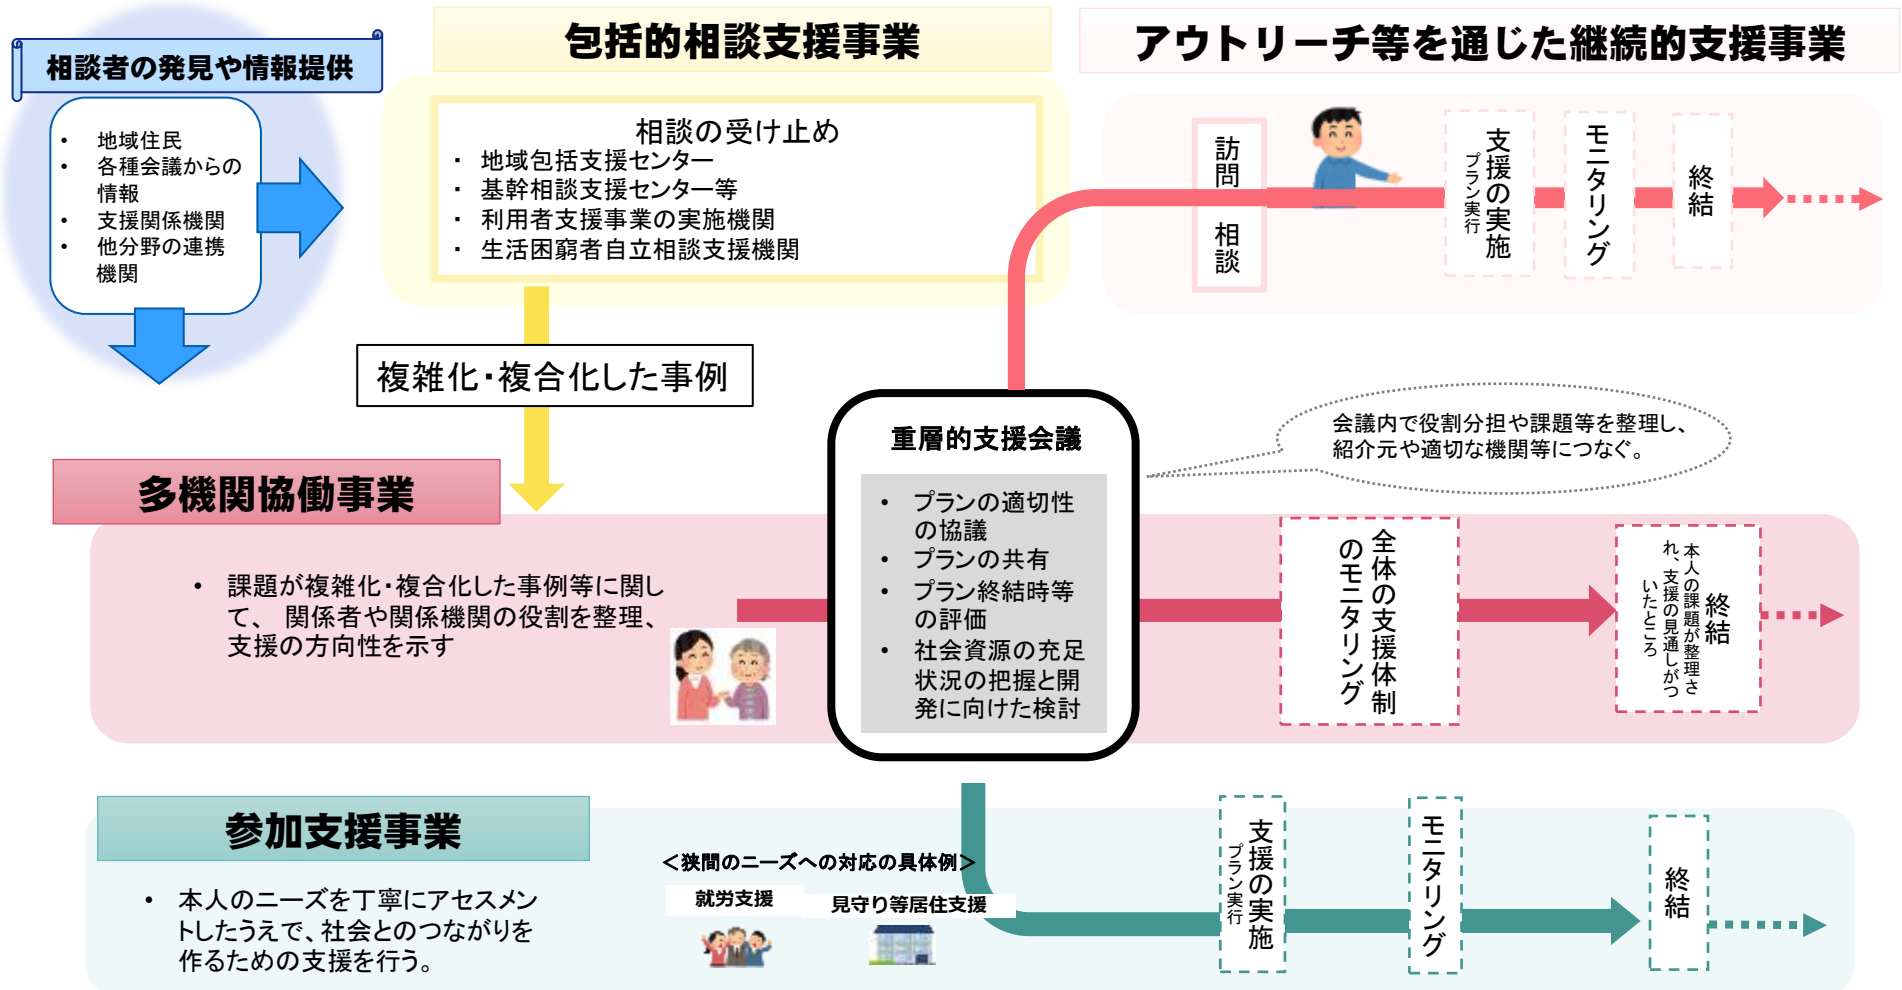 相談者の発見や情報提供
• 地域住民
• 各種会議からの
情報
• 支援関係機関
• 他分野の連携
機関
包括的相談支援事業
相談の受け止め
・ 地域包括支援センター
・ 基幹相談支援センター等
・ 利用者支援事業の実施機関
・ 生活困窮者自立相談支援機関
アウトリーチ等を通じた継続的支援事業
訪問
相談
支援の実施
プラン実行
モニタリング
終結
複雑化・複合化した事例
重層的支援会議
• プランの適切性
の協議
• プランの共有
• プラン終結時等
の評価
• 社会資源の充足
状況の把握と開
発に向けた検討
会議内で役割分担や課題等を整理し、
紹介元や適切な機関等につなぐ。
多機関協働事業
• 課題が複雑化・複合化した事例等に関し
て、 関係者や関係機関の役割を整理、
支援の方向性を示す
全体の支援体制
のモニタリング
終結
本人の課題が整理さ
れ、支援の見通しがつ
いたところ
参加支援事業
• 本人のニーズを丁寧にアセスメン
トしたうえで、社会とのつながりを
作るための支援を行う。
＜狭間のニーズへの対応の具体例＞
就労支援
見守り等居住支援
支援の実施
プラン実行
モニタリング
終結